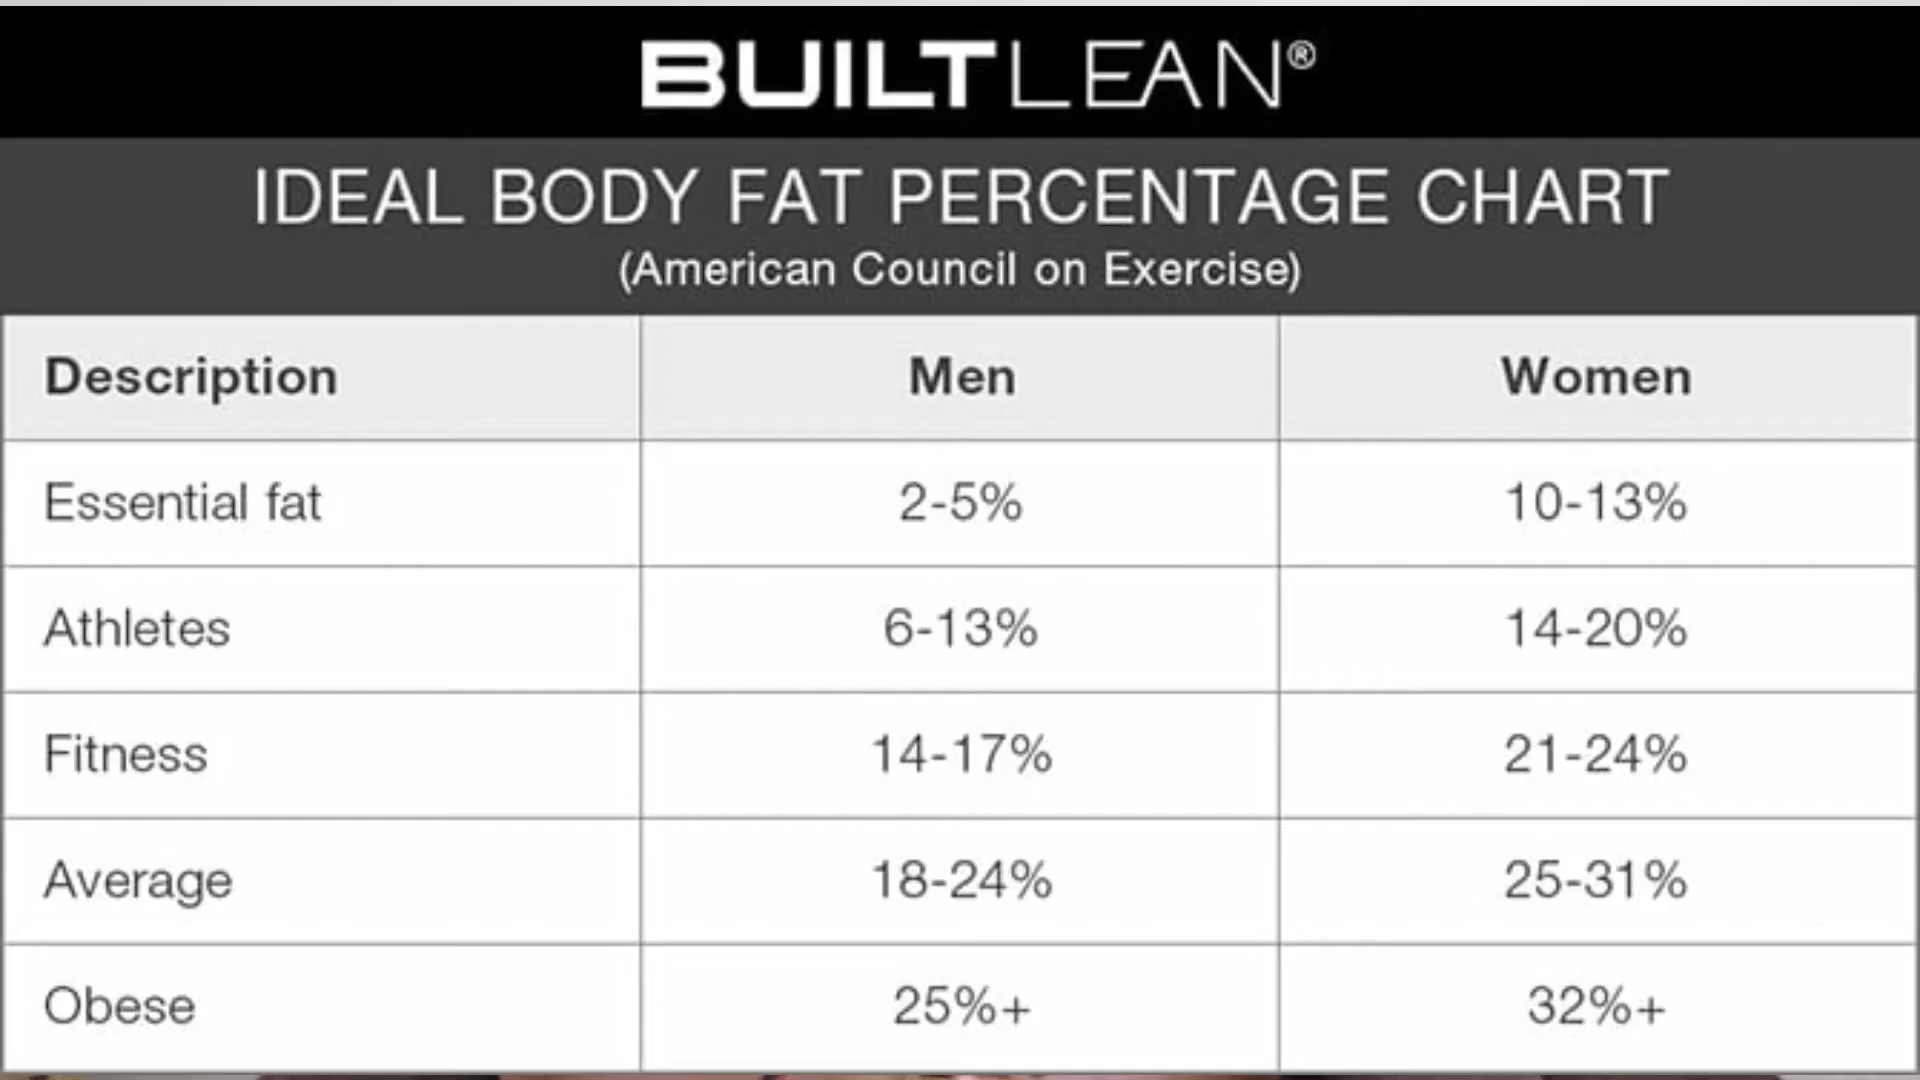 BUILTLEAN®
IDEAL BODY FAT PERCENTAGE CHART
(American Council on Exercise)
Description Men Women
Essential fat 2-5% 10-13%
Athletes 6-13% 14-20%
Fitness 14-17% 21-24%
Average 18-24% 25-31%
Obese 25%+ 32%+